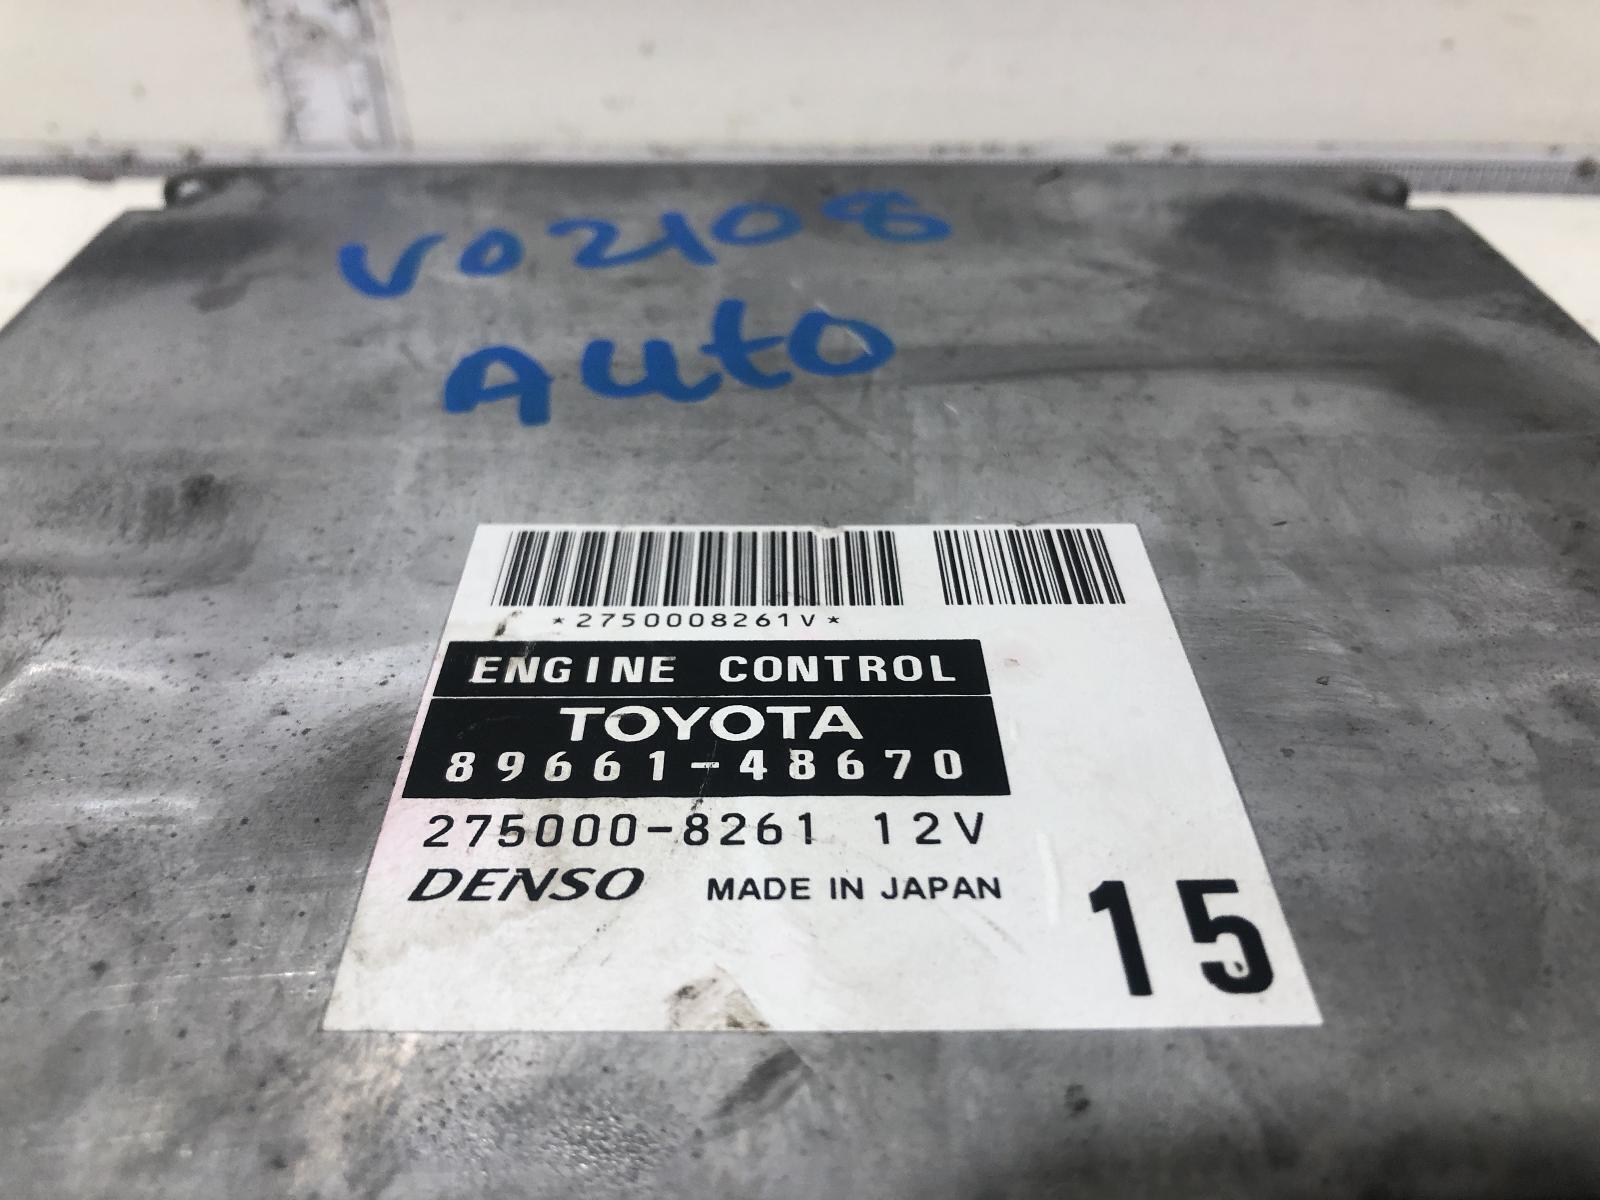 V02108
Auto
*2750008261V*
ENGINE CONTROL
TOYOTA
89661-48670
275000-8261 12V
DENSO MADE IN JAPAN
15